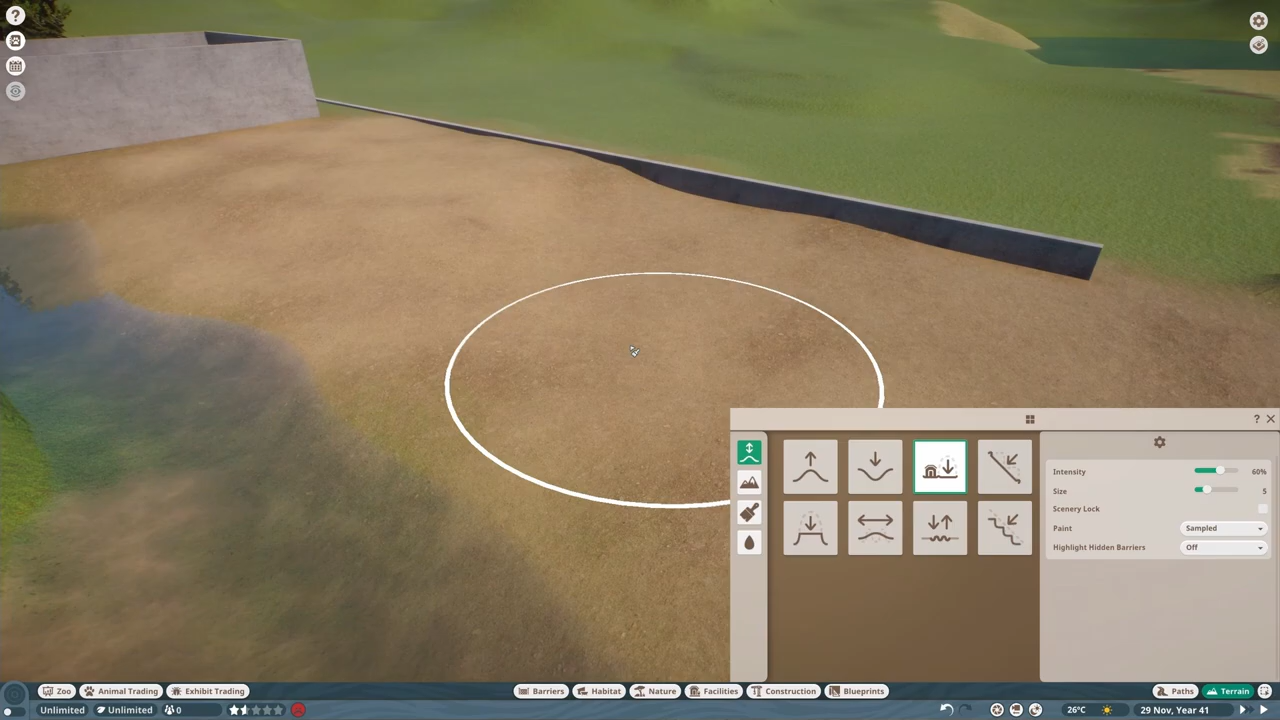 ?
?
Intensity 60%
Size 5
Scenery Lock
Paint Sampled
Highlight Hidden Barriers Off
Zoo Animal Trading Exhibit Trading Barriers Habitat Nature Facilities Construction Blueprints Paths Terrain
Unlimited Unlimited 0 26°C 29 Nov, Year 41